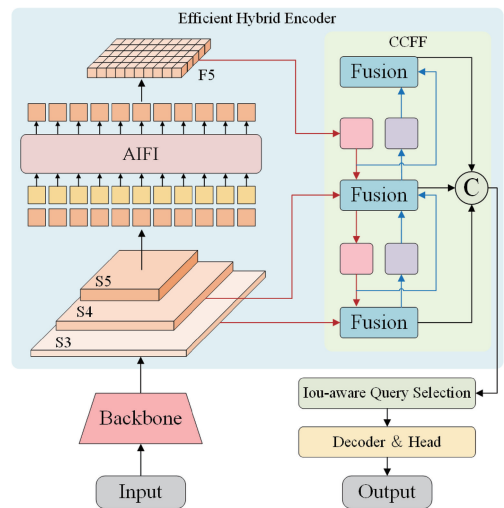 Efficient Hybrid Encoder
CCFF
F5
Fusion
AIFI
Fusion
C
S5
S4
S3
Fusion
Iou-aware Query Selection
Backbone
Decoder & Head
Input
Output